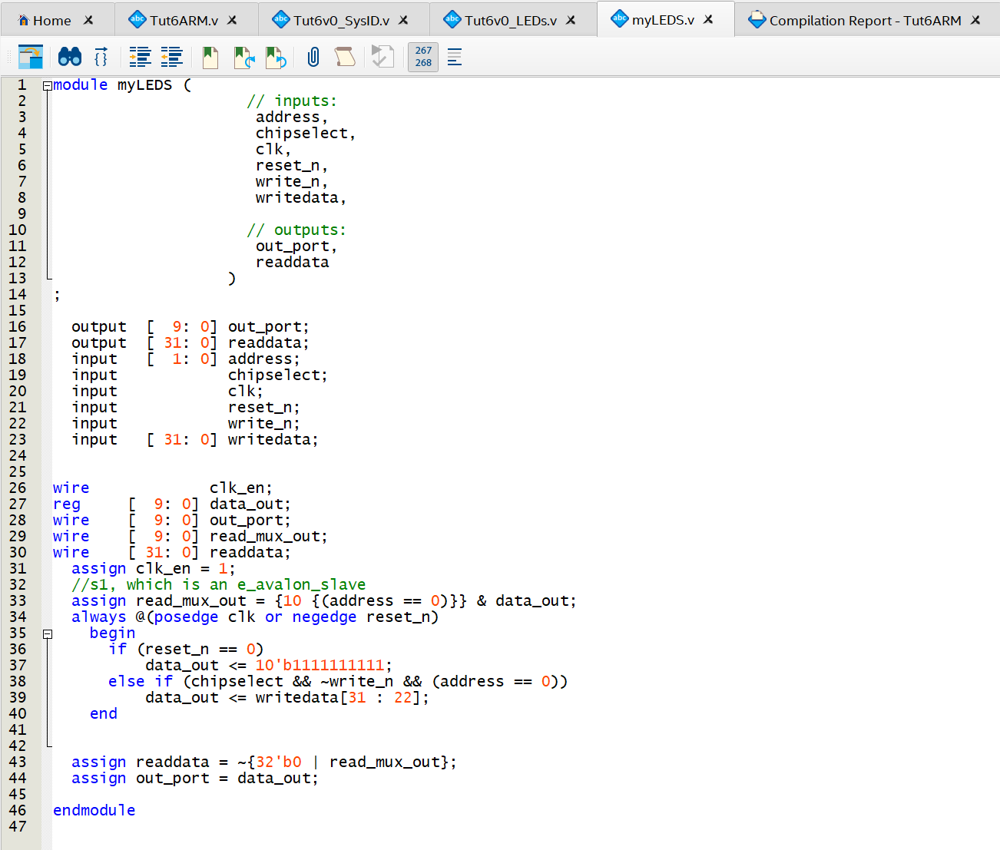 Home
Tut6ARM.v
Tut6v0_SysID.v
Tut6v0_LEDs.v
myLEDS.v
Compilation Report - Tut6ARM
267
268
1 module myLEDS (
2 // inputs:
3 address,
4 chipselect,
5 clk,
6 reset_n,
7 write_n,
8 writedata,
9
10 // outputs:
11 out_port,
12 readdata
13 )
14 ;
15
16 output [ 9: 0] out_port;
17 output [ 31: 0] readdata;
18 input [ 1: 0] address;
19 input chipselect;
20 input clk;
21 input reset_n;
22 input write_n;
23 input [ 31: 0] writedata;
24
25
26 wire clk_en;
27 reg [ 9: 0] data_out;
28 wire [ 9: 0] out_port;
29 wire [ 9: 0] read_mux_out;
30 wire [ 31: 0] readdata;
31 assign clk_en = 1;
32 //s1, which is an e_avalon_slave
33 assign read_mux_out = {10 {(address == 0)}} & data_out;
34 always @(posedge clk or negedge reset_n)
35 begin
36 if (reset_n == 0)
37 data_out <= 10'b1111111111;
38 else if (chipselect && ~write_n && (address == 0))
39 data_out <= writedata[31 : 22];
40 end
41
42
43 assign readdata = ~{32'b0 | read_mux_out};
44 assign out_port = data_out;
45
46 endmodule
47